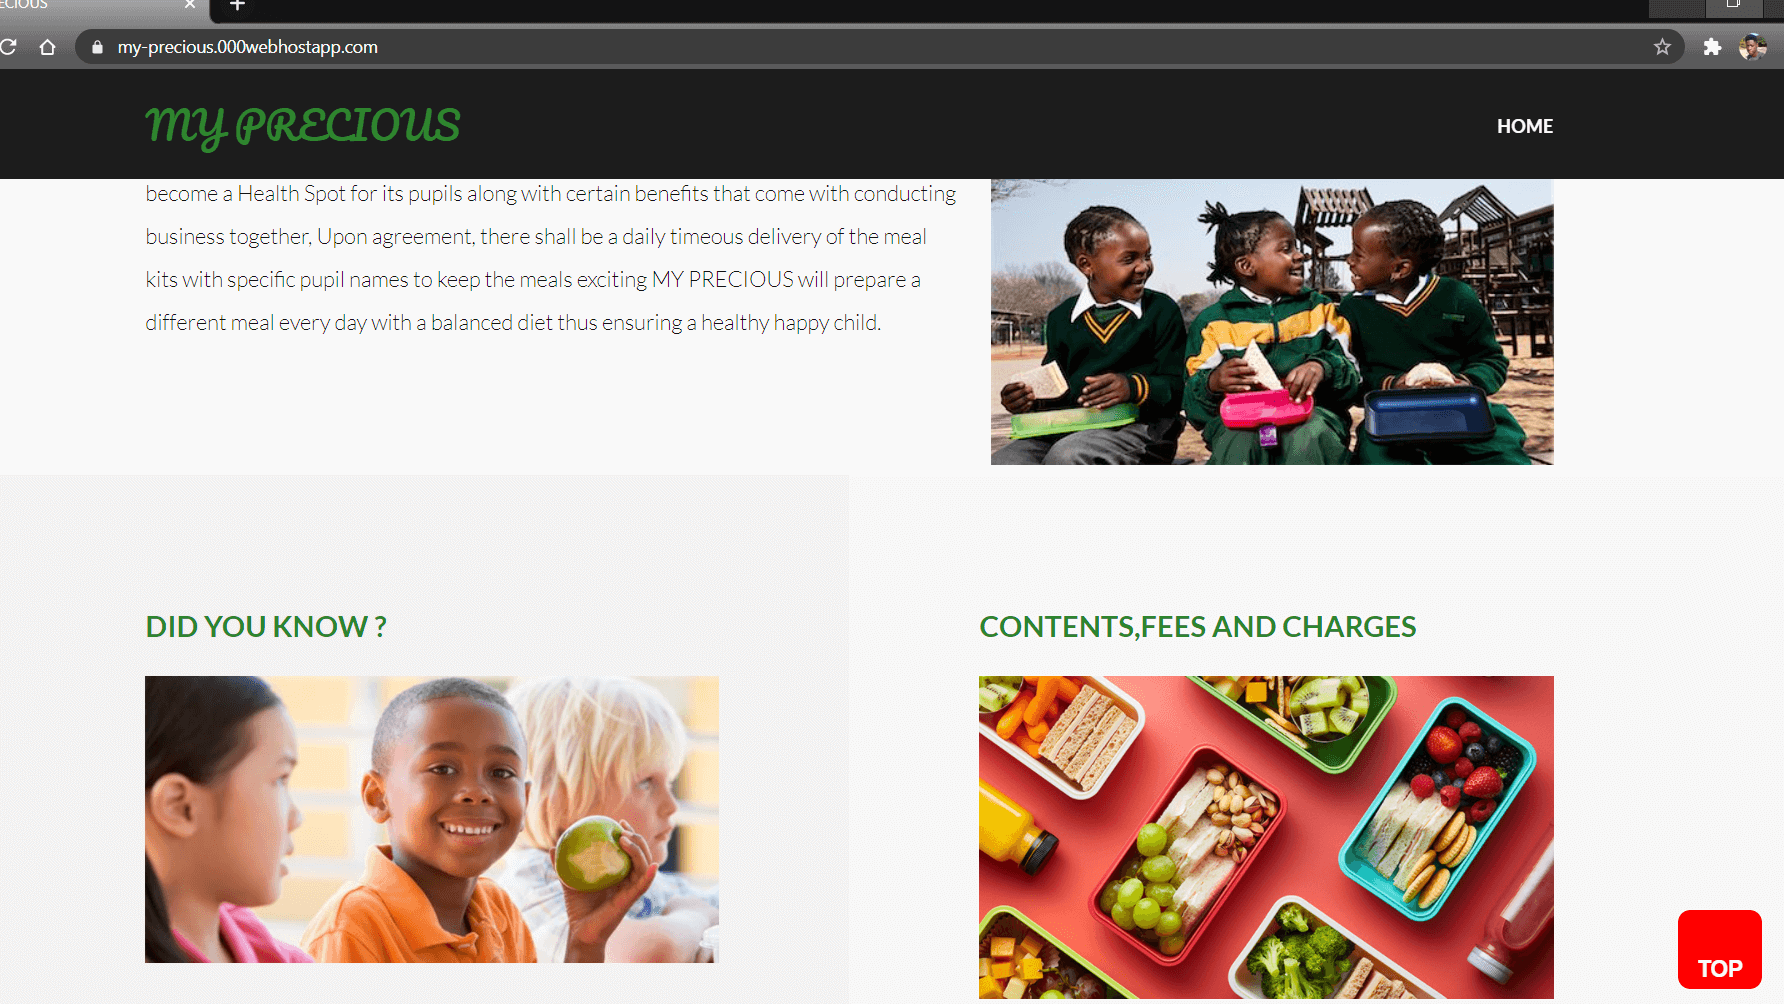 ECIOUS
my-precious.000webhostapp.com
MY PRECIOUS
HOME
become a Health Spot for its pupils along with certain benefits that come with conducting
business together, Upon agreement, there shall be a daily timeous delivery of the meal
kits with specific pupil names to keep the meals exciting MY PRECIOUS will prepare a
different meal every day with a balanced diet thus ensuring a healthy happy child.
DID YOU KNOW ?
CONTENTS,FEES AND CHARGES
TOP